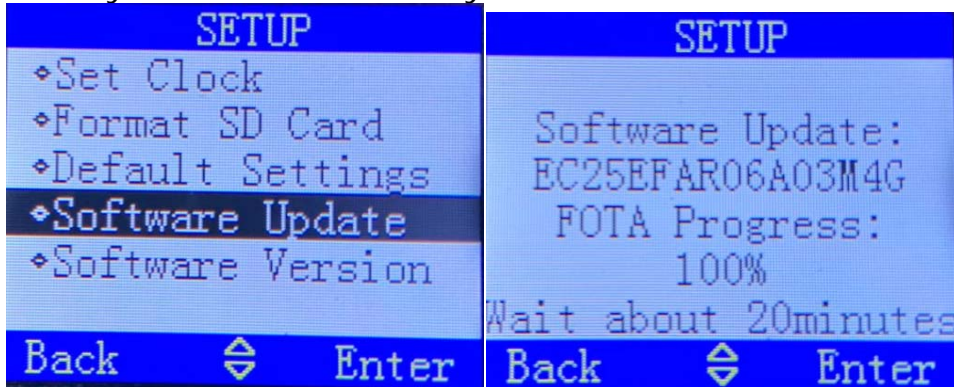 SETUP
Set Clock
Format SD Card
Default Settings
Software Update
Software Version
Back Enter
SETUP
Software Update:
EC25EFAR06A03M4G
FOTA Progress:
100%
Wait about 20minutes
Back Enter